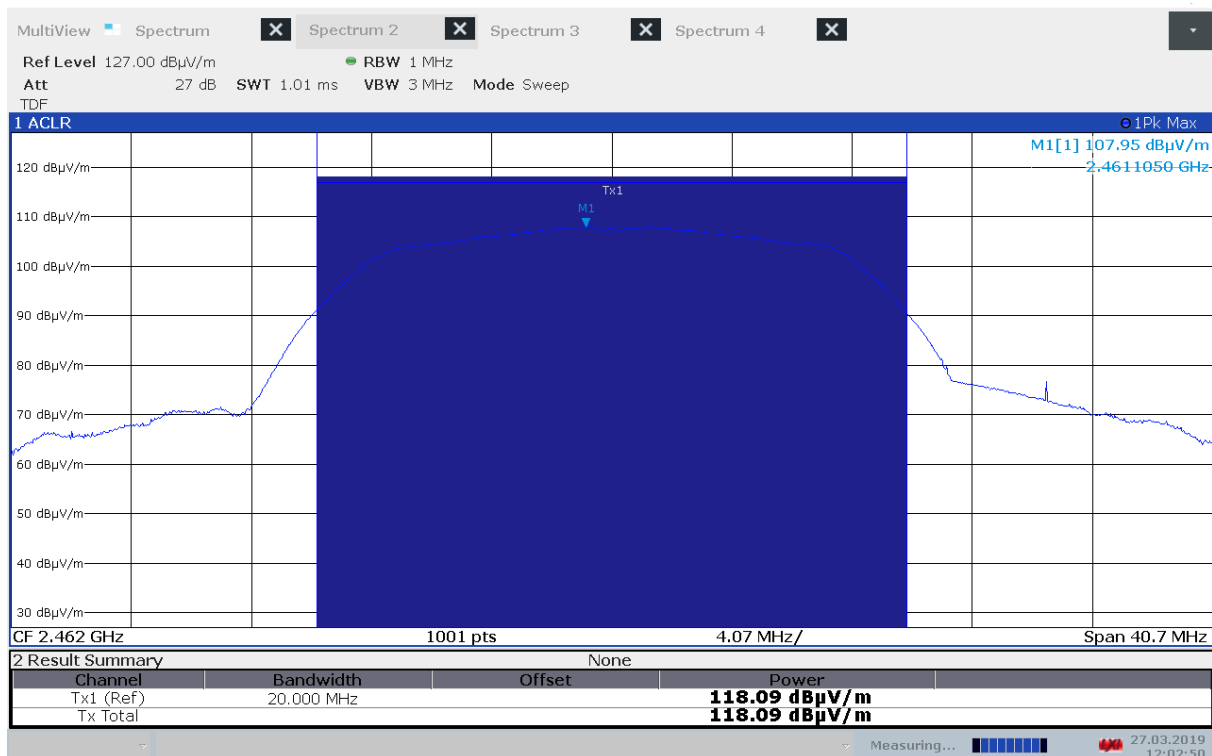 MultiView Spectrum Spectrum 2 Spectrum 3 Spectrum 4
Ref Level 127.00 dBµV/m RBW 1 MHz
Att 27 dB SWT 1.01 ms VBW 3 MHz Mode Sweep
TDF
1 ACLR 1Pk Max
M1[1] 107.95 dBµV/m
2.4611050 GHz
120 dBµV/m
Tx1
M1
110 dBµV/m
100 dBµV/m
90 dBµV/m
80 dBµV/m
70 dBµV/m
60 dBµV/m
50 dBµV/m
40 dBµV/m
30 dBµV/m
CF 2.462 GHz 1001 pts 4.07 MHz/ Span 40.7 MHz
2 Result Summary None
Channel Bandwidth Offset Power
Tx1 (Ref) 20.000 MHz 118.09 dBµV/m
Tx Total 118.09 dBµV/m
Measuring... 27.03.2019
12:02:50